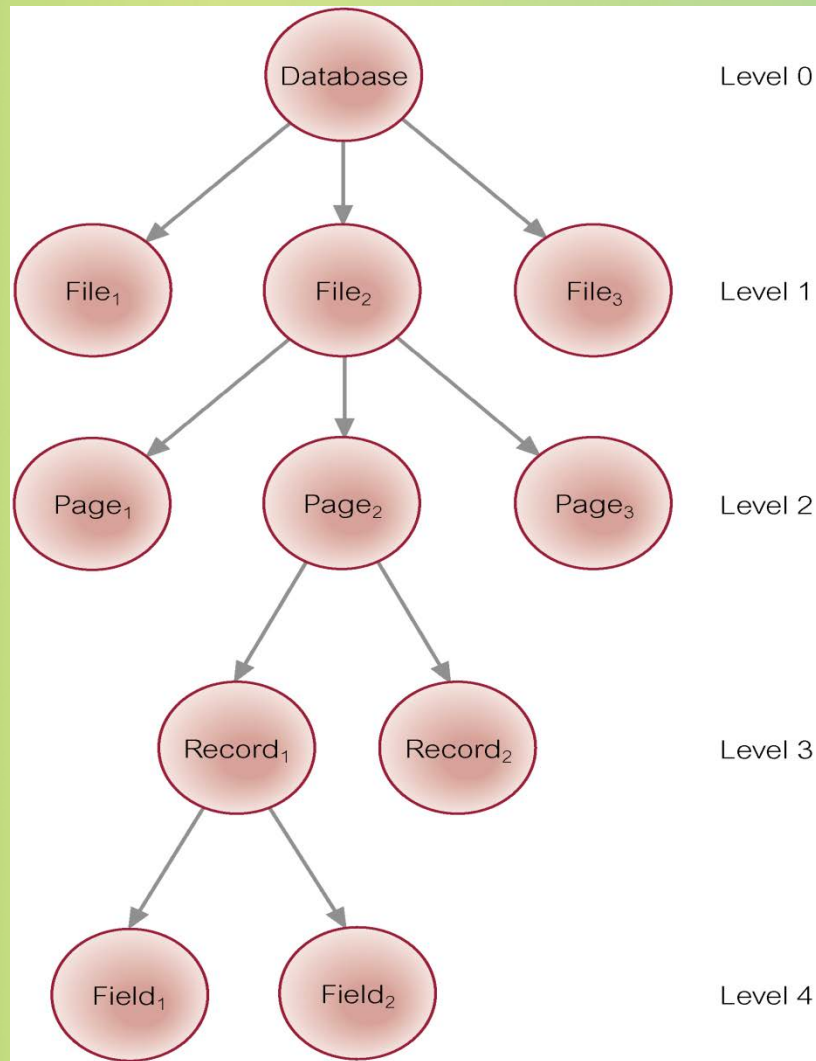 Database Level 0
File₁ File₂ File₃ Level 1
Page₁ Page₂ Page₃ Level 2
Record₁ Record₂ Level 3
Field₁ Field₂ Level 4